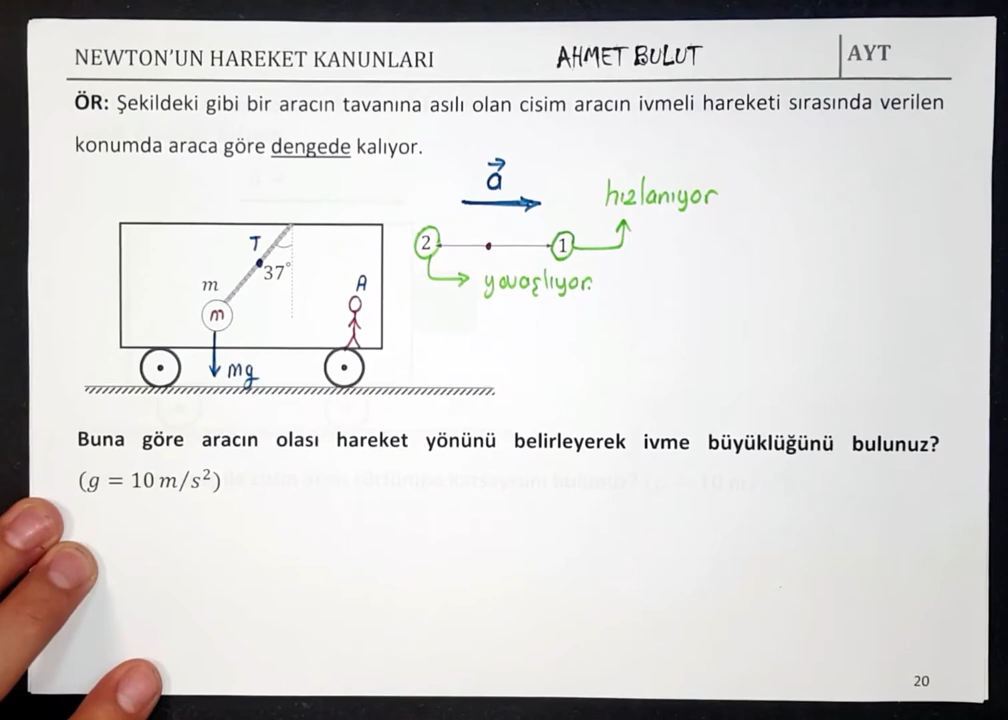 NEWTON'UN HAREKET KANUNLARI AHMET BULUT AYT
ÖR: Şekildeki gibi bir aracın tavanına asılı olan cisim aracın ivmeli hareketi sırasında verilen
konumda araca göre dengede kalıyor.
a⃗
hızlanıyor
2 1
T
37°
yavaşlıyor.
m
A
m
mg
Buna göre aracın olası hareket yönünü belirleyerek ivme büyüklüğünü bulunuz?
(g = 10 m/s²)
20